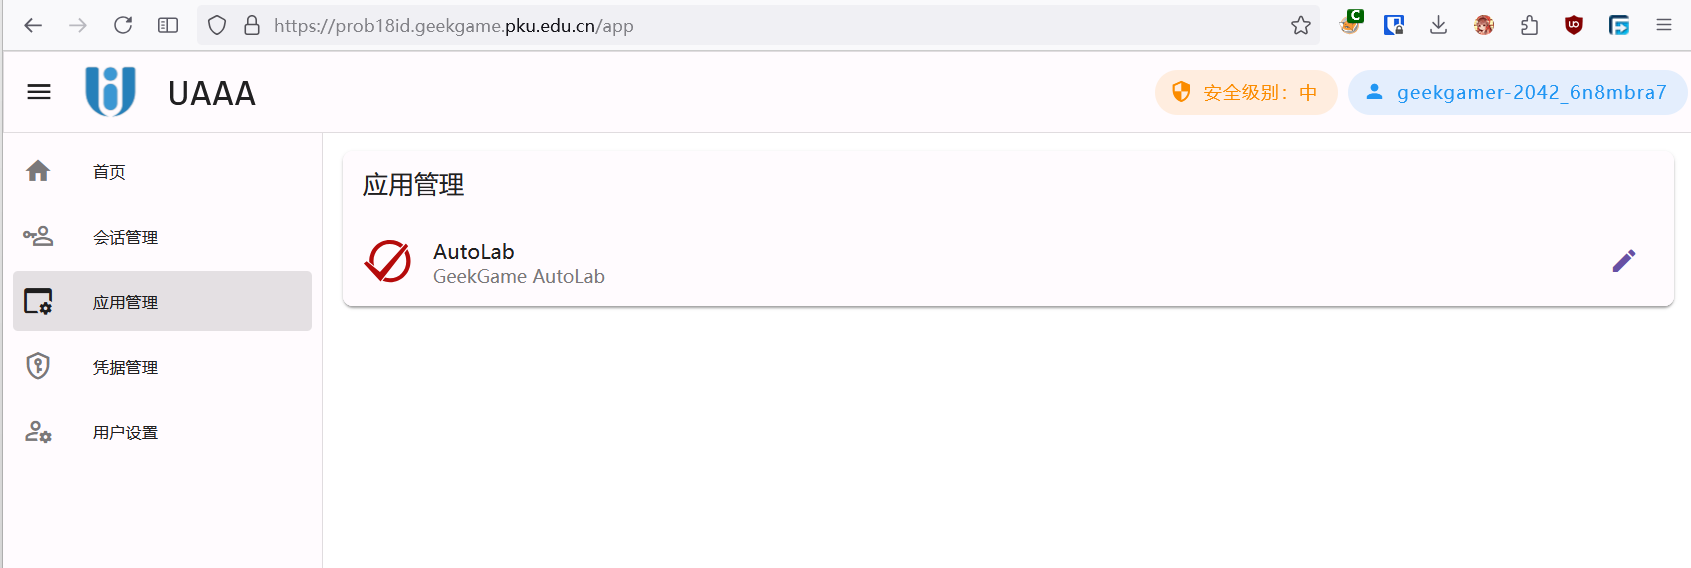 https://prob18id.geekgame.pku.edu.cn/app
UAAA
安全级别：中
geekgamer-2042_6n8mbra7
首页
会话管理
应用管理
凭据管理
用户设置
应用管理
AutoLab
GeekGame AutoLab